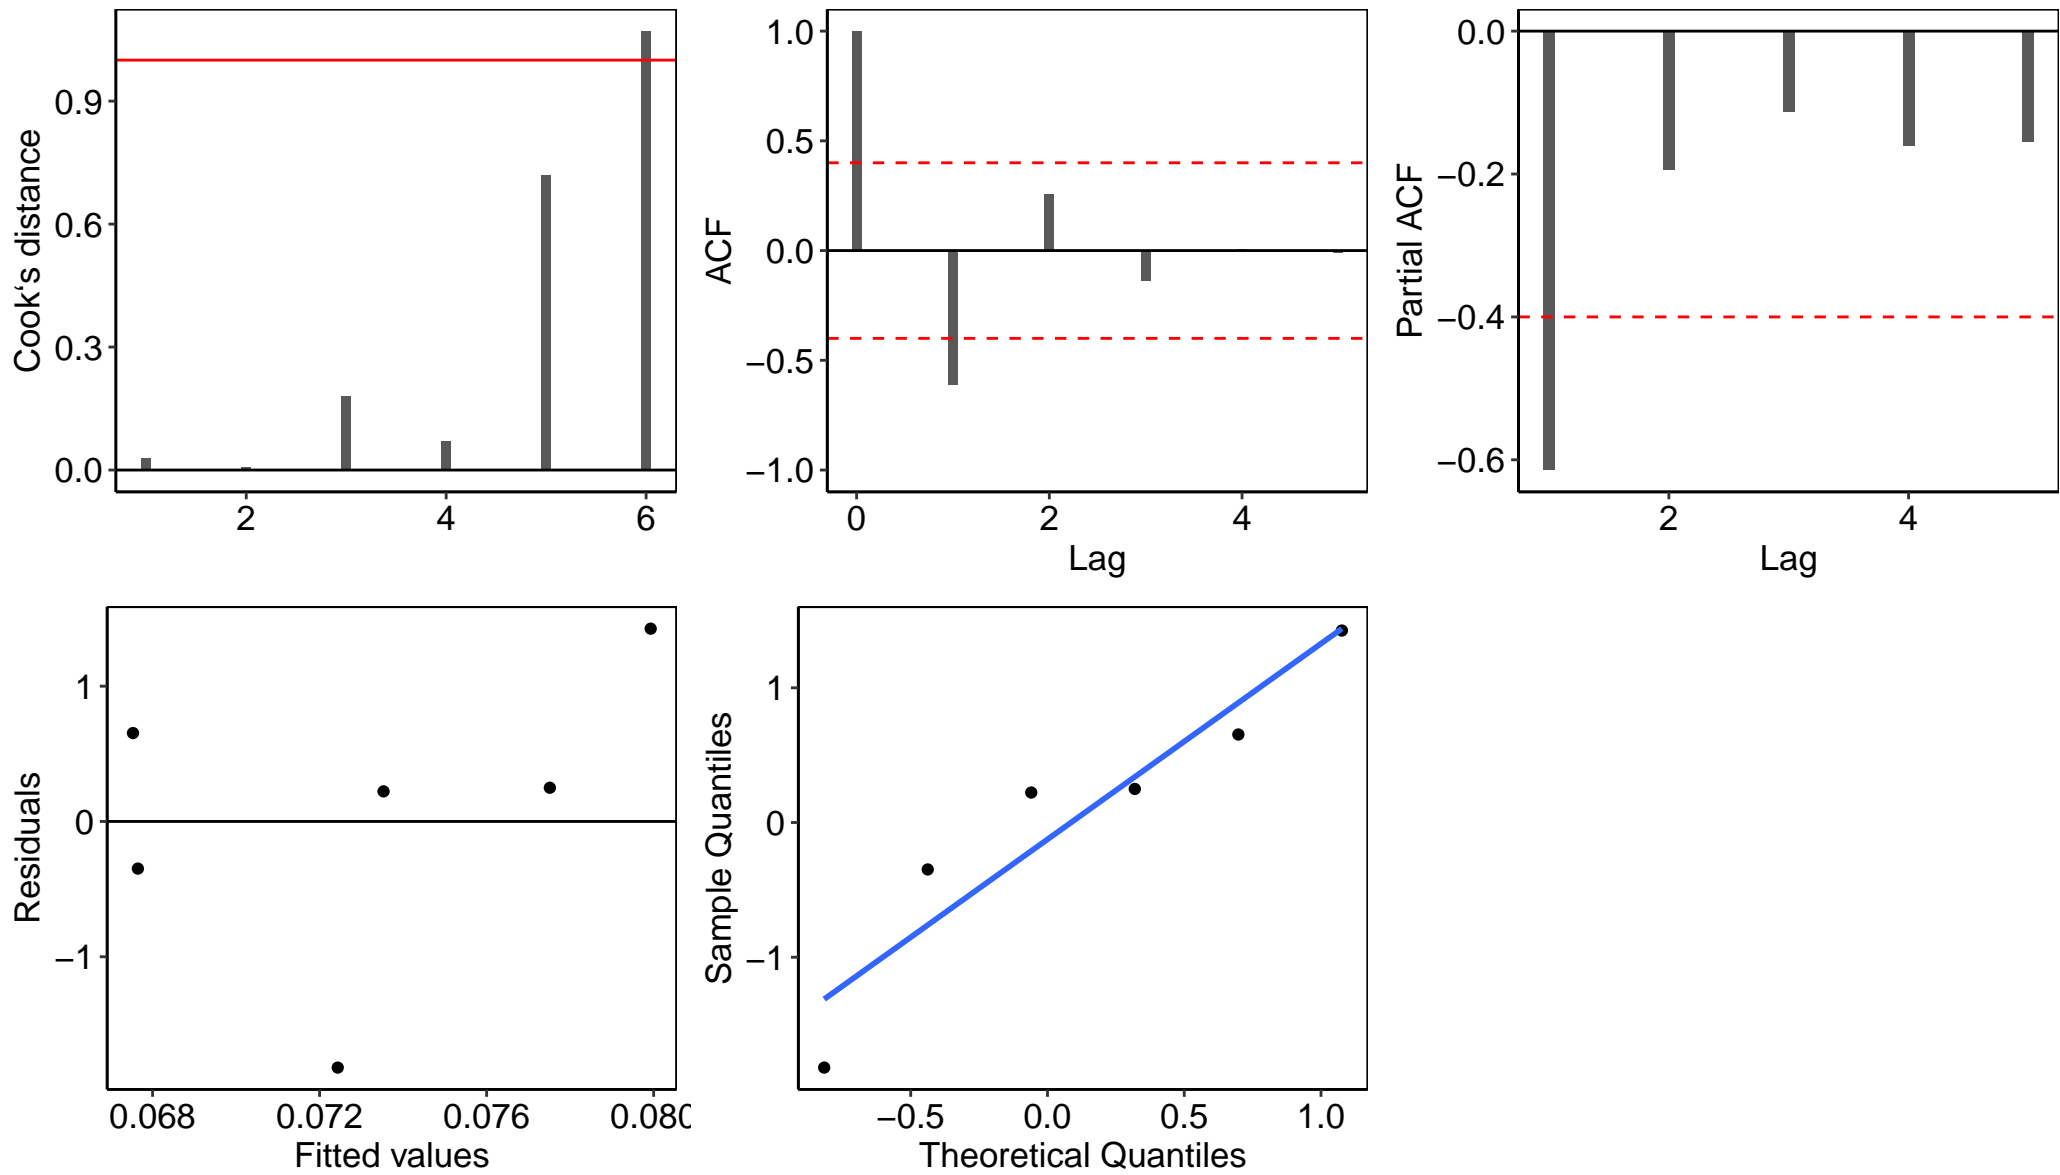 Cook‘s distance
0.9
0.6
0.3
0.0
2 4 6
ACF
1.0
0.5
0.0
−0.5
−1.0
0 2 4
Lag
Partial ACF
0.0
−0.2
−0.4
−0.6
2 4
Lag
Residuals
1
0
−1
0.068 0.072 0.076 0.080
Fitted values
Sample Quantiles
1
0
−1
−0.5 0.0 0.5 1.0
Theoretical Quantiles